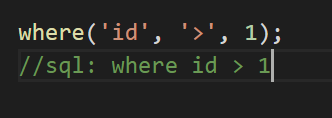 where('id', '>', 1);
//sql: where id > 1